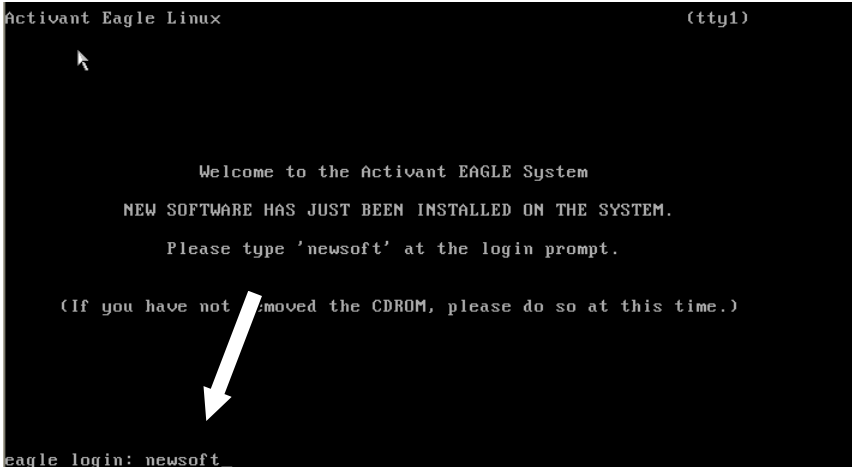 Activant Eagle Linux (tty1)
Welcome to the Activant EAGLE System
NEW SOFTWARE HAS JUST BEEN INSTALLED ON THE SYSTEM.
Please type 'newsoft' at the login prompt.
(If you have not removed the CDROM, please do so at this time.)
eagle login: newsoft_